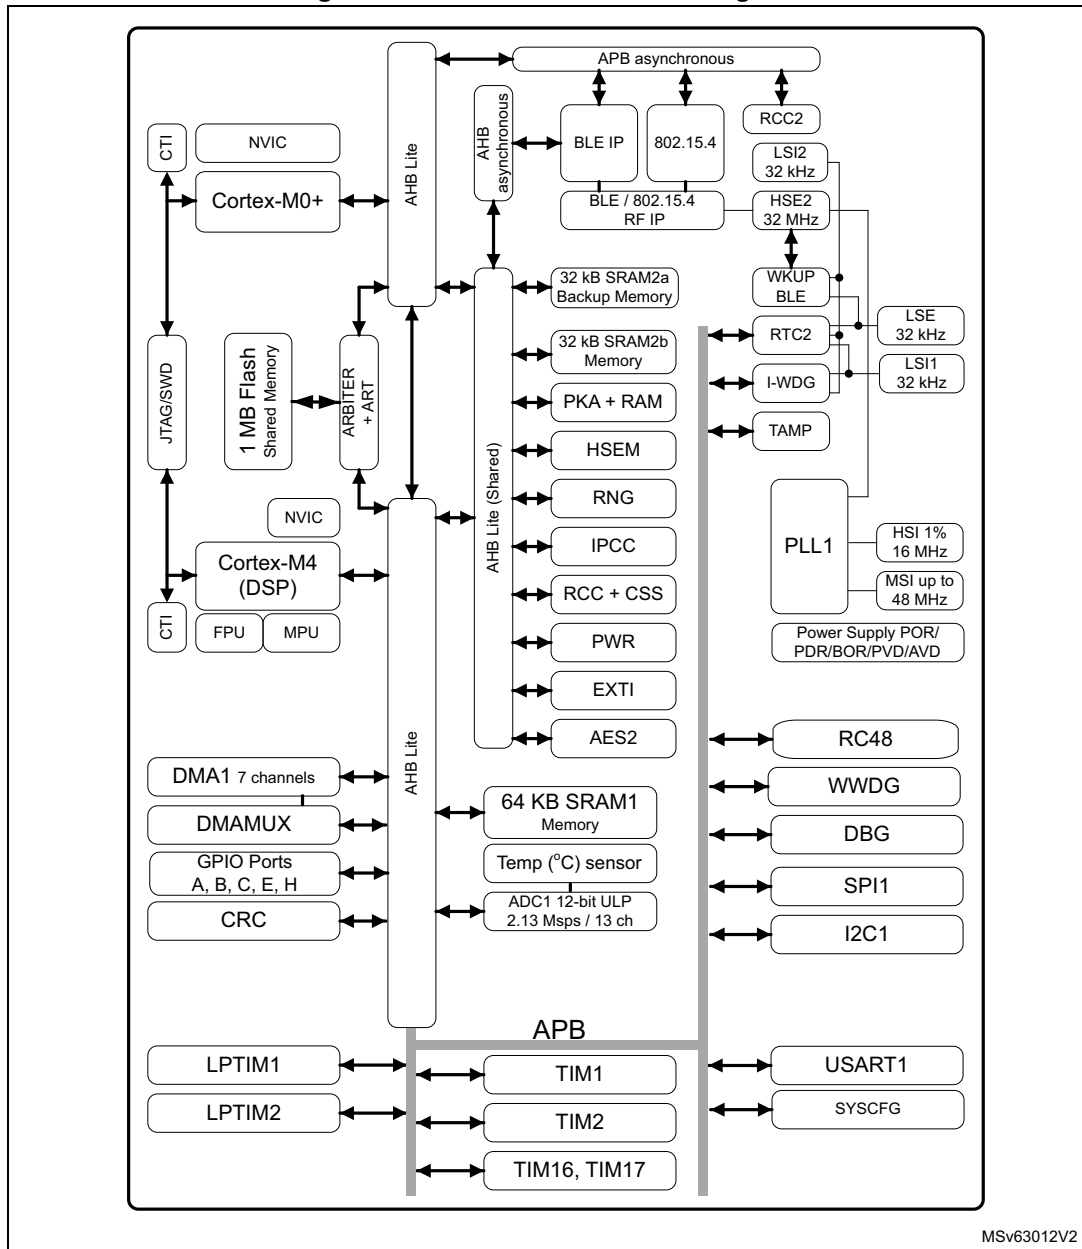 APB asynchronous
AHB Lite
AHB
asynchronous
BLE IP
802.15.4
RCC2
CTI
NVIC
Cortex-M0+
LSI2
32 kHz
BLE / 802.15.4
RF IP
HSE2
32 MHz
32 kB SRAM2a
Backup Memory
WKUP
BLE
LSE
32 kHz
JTAG/SWD
1 MB Flash
Shared Memory
ARBITER
+ ART
32 kB SRAM2b
Memory
RTC2
LSI1
32 kHz
PKA + RAM
I-WDG
HSEM
TAMP
AHB Lite (Shared)
RNG
NVIC
IPCC
PLL1
HSI 1%
16 MHz
Cortex-M4
(DSP)
RCC + CSS
MSI up to
48 MHz
CTI
FPU
MPU
PWR
Power Supply POR/
PDR/BOR/PVD/AVD
EXTI
AES2
RC48
AHB Lite
DMA1 7 channels
WWDG
64 KB SRAM1
Memory
DMAMUX
DBG
Temp (°C) sensor
GPIO Ports
A, B, C, E, H
SPI1
ADC1 12-bit ULP
2.13 Msps / 13 ch
CRC
I2C1
APB
LPTIM1
TIM1
USART1
LPTIM2
TIM2
SYSCFG
TIM16, TIM17
MSv63012V2